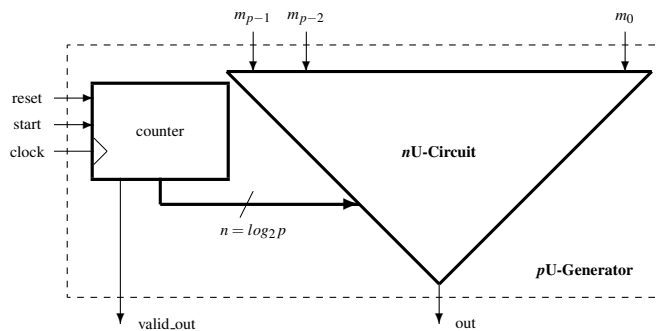 m_{p−1} m_{p−2} m_0
reset
start
clock
counter
nU-Circuit
n = log_2 p
pU-Generator
valid_out
out